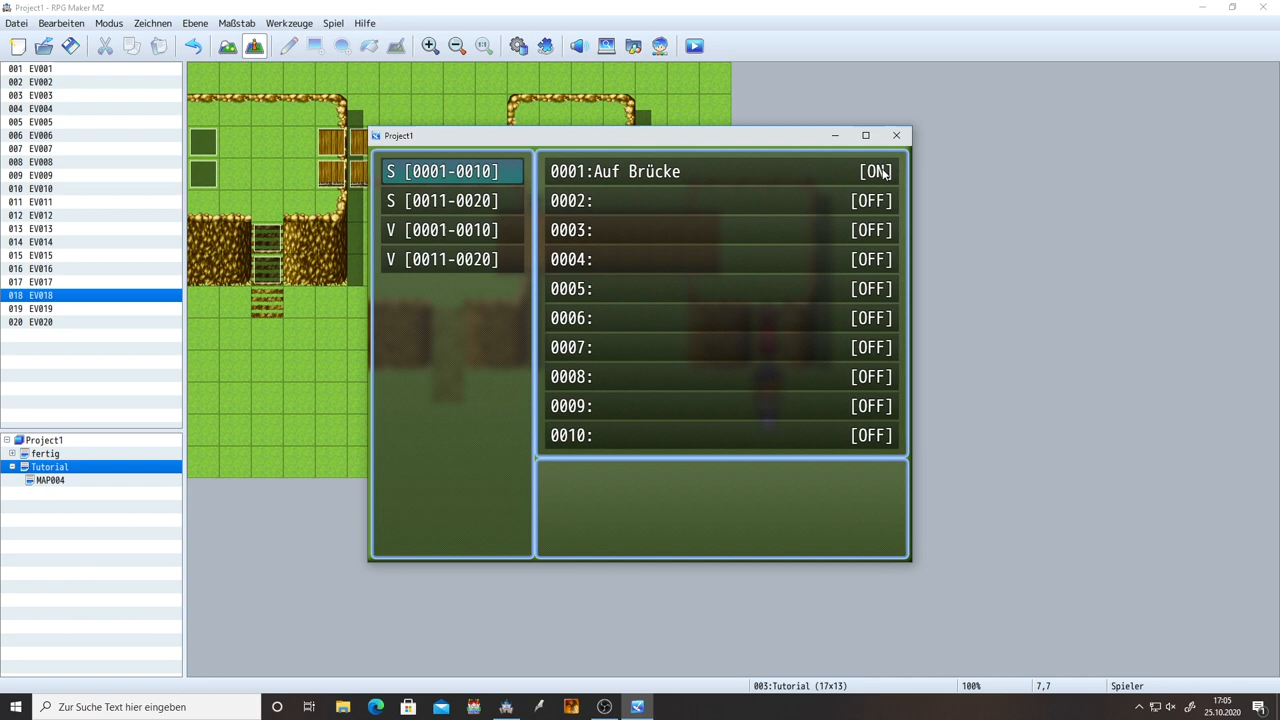 Project1 - RPG Maker MZ
Datei Bearbeiten Modus Zeichnen Ebene Maßstab Werkzeuge Spiel Hilfe
001 EV001
002 EV002
003 EV003
004 EV004
005 EV005
006 EV006
007 EV007
008 EV008
009 EV009
010 EV010
011 EV011
012 EV012
013 EV013
014 EV014
015 EV015
016 EV016
017 EV017
018 EV018
019 EV019
020 EV020
Project1
fertig
Tutorial
MAP004
Project1
S [0001-0010]
S [0011-0020]
V [0001-0010]
V [0011-0020]
0001:Auf Brücke [ON]
0002: [OFF]
0003: [OFF]
0004: [OFF]
0005: [OFF]
0006: [OFF]
0007: [OFF]
0008: [OFF]
0009: [OFF]
0010: [OFF]
003:Tutorial (17x13) 100% 7,7 Spieler
Zur Suche Text hier eingeben
17:05
25.10.2020
1